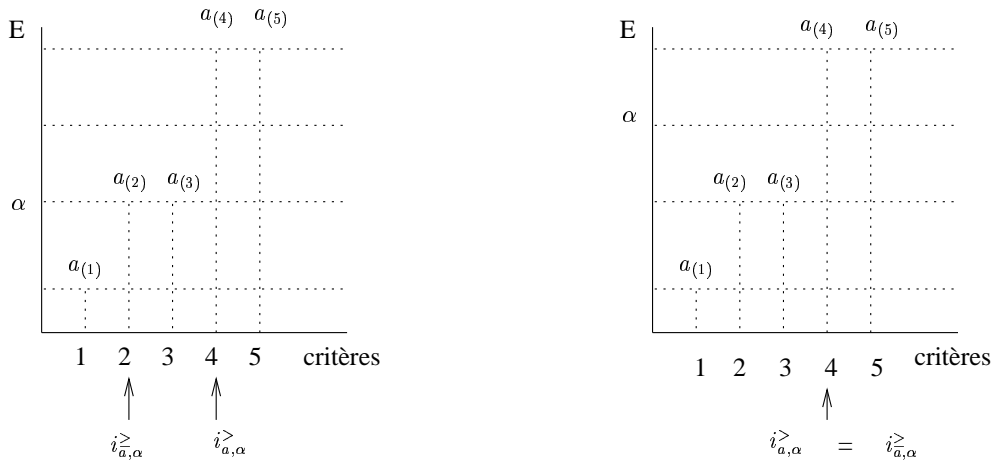 E a₍₄₎ a₍₅₎
a₍₂₎ a₍₃₎
α
a₍₁₎
1 2 3 4 5 critères
i^≥_{a,α} i^>_{a,α}
E a₍₄₎ a₍₅₎
α
a₍₂₎ a₍₃₎
a₍₁₎
1 2 3 4 5 critères
i^>_{a,α} = i^≥_{a,α}